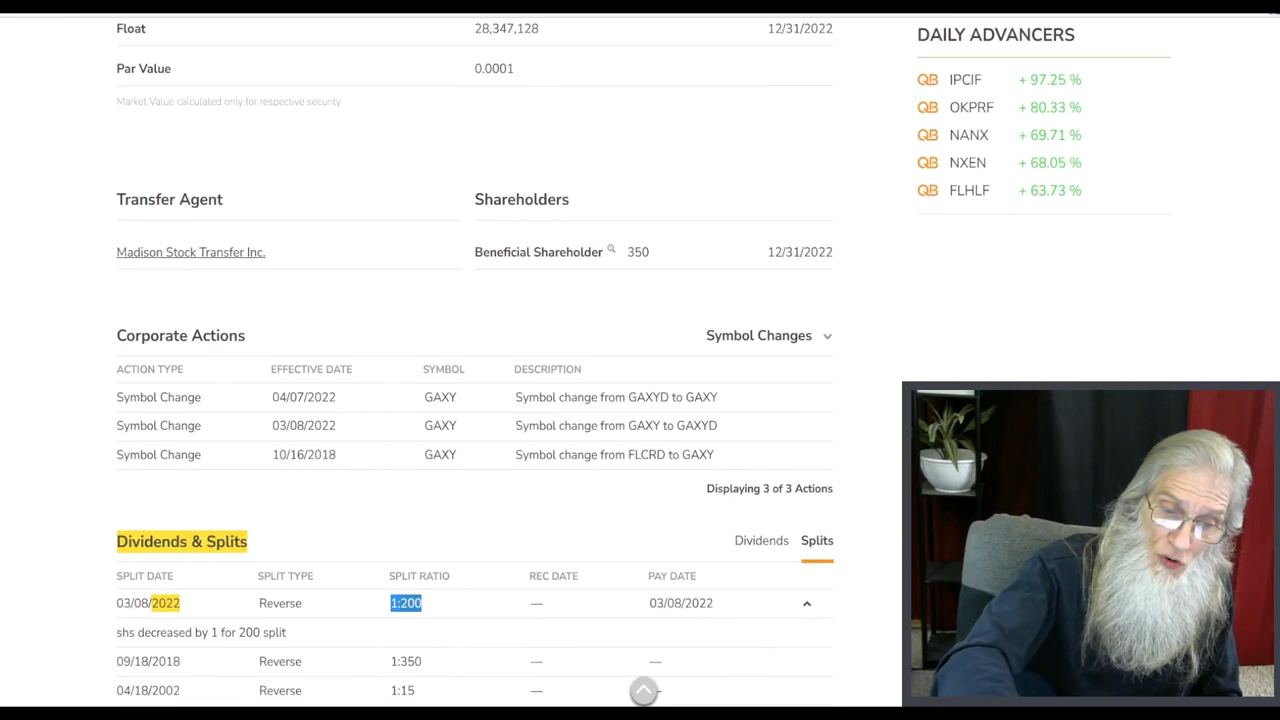 Float 28,347,128 12/31/2022
Par Value 0.0001
Market Value calculated only for respective security
Transfer Agent Shareholders
Madison Stock Transfer Inc. Beneficial Shareholder 350 12/31/2022
Corporate Actions Symbol Changes
ACTION TYPE EFFECTIVE DATE SYMBOL DESCRIPTION
Symbol Change 04/07/2022 GAXY Symbol change from GAXYD to GAXY
Symbol Change 03/08/2022 GAXY Symbol change from GAXY to GAXYD
Symbol Change 10/16/2018 GAXY Symbol change from FLCRD to GAXY
Displaying 3 of 3 Actions
Dividends & Splits Dividends Splits
SPLIT DATE SPLIT TYPE SPLIT RATIO REC DATE PAY DATE
03/08/2022 Reverse 1:200 — 03/08/2022
shs decreased by 1 for 200 split
09/18/2018 Reverse 1:350 — —
04/18/2002 Reverse 1:15 — –
DAILY ADVANCERS
QB IPCIF + 97.25 %
QB OKPRF + 80.33 %
QB NANX + 69.71 %
QB NXEN + 68.05 %
QB FLHLF + 63.73 %